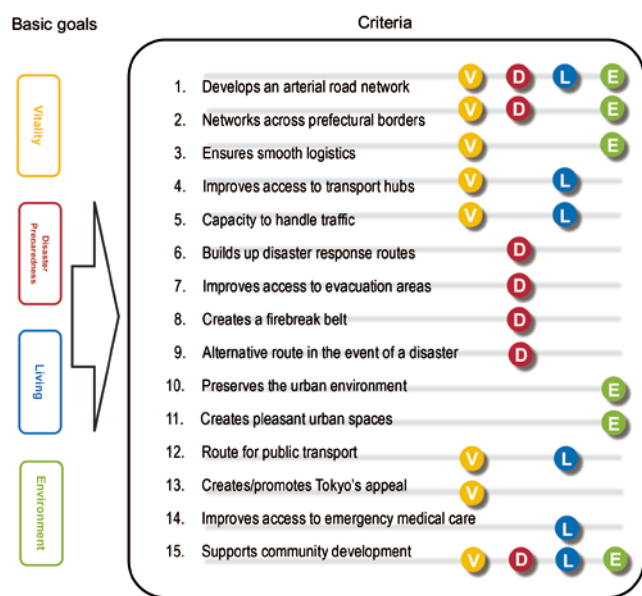 Basic goals
Criteria
Vitality
Disaster
Preparedness
Living
Environment
1. Develops an arterial road network V D L E
2. Networks across prefectural borders V D E
3. Ensures smooth logistics V E
4. Improves access to transport hubs V L
5. Capacity to handle traffic V L
6. Builds up disaster response routes D
7. Improves access to evacuation areas D
8. Creates a firebreak belt D
9. Alternative route in the event of a disaster D
10. Preserves the urban environment E
11. Creates pleasant urban spaces E
12. Route for public transport V L
13. Creates/promotes Tokyo's appeal V
14. Improves access to emergency medical care L
15. Supports community development V D L E